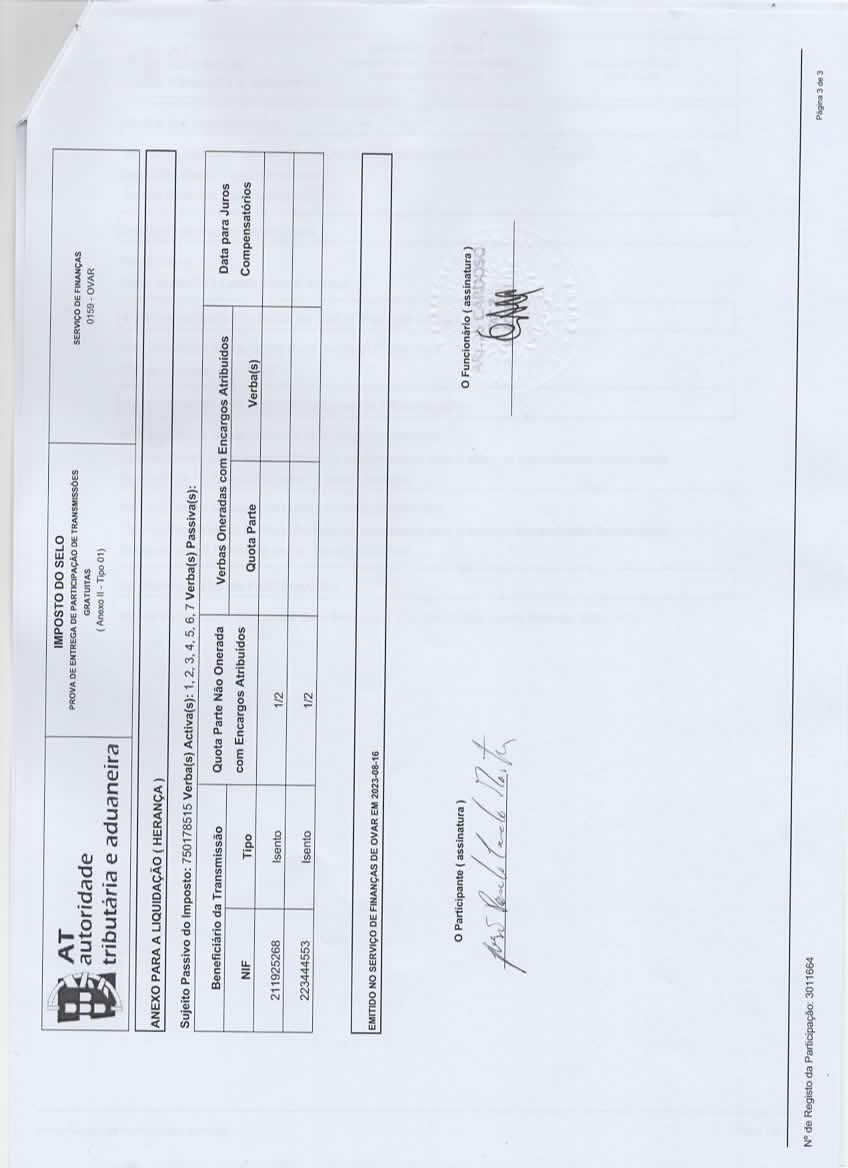 AT
autoridade
tributária e aduaneira
IMPOSTO DO SELO
PROVA DE ENTREGA DE PARTICIPAÇÃO DE TRANSMISSÕES
GRATUITAS
( Anexo II - Tipo 01)
SERVIÇO DE FINANÇAS
0159 - OVAR
ANEXO PARA A LIQUIDAÇÃO ( HERANÇA )
Sujeito Passivo do Imposto: 750178515 Verba(s) Activa(s): 1, 2, 3, 4, 5, 6, 7 Verba(s) Passiva(s):
Beneficiário da Transmissão
Quota Parte Não Onerada
com Encargos Atribuídos
Verbas Oneradas com Encargos Atribuídos
Data para Juros
Compensatórios
NIF Tipo Quota Parte Verba(s)
211925268 Isento 1/2
223444553 Isento 1/2
EMITIDO NO SERVIÇO DE FINANÇAS DE OVAR EM 2023-08-16
O Participante ( assinatura )
O Funcionário ( assinatura )
CARDOSO
Nº de Registo da Participação: 3011664
Página 3 de 3